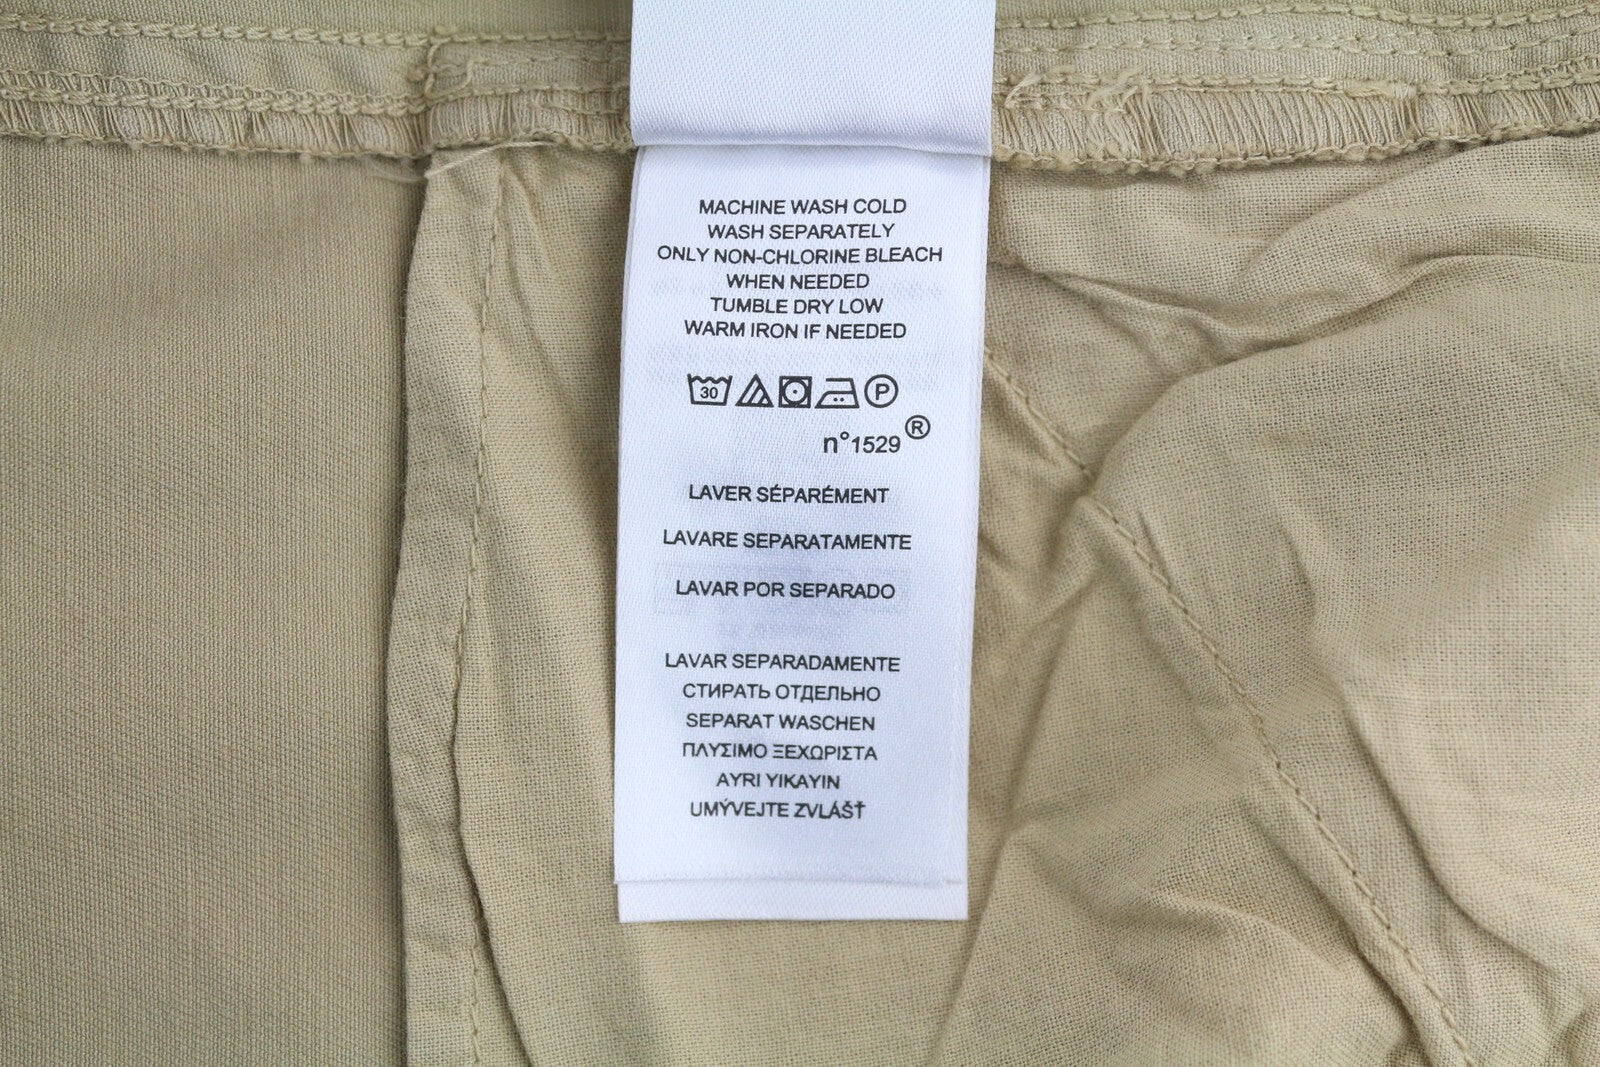 MACHINE WASH COLD
WASH SEPARATELY
ONLY NON-CHLORINE BLEACH
WHEN NEEDED
TUMBLE DRY LOW
WARM IRON IF NEEDED
30 P
n°1529®
LAVER SÉPARÉMENT
LAVARE SEPARATAMENTE
LAVAR POR SEPARADO
LAVAR SEPARADAMENTE
СТИРАТЬ ОТДЕЛЬНО
SEPARAT WASCHEN
ΠΛΥΣΙΜΟ ΞΕΧΩΡΙΣΤΑ
AYRI YIKAYIN
UMÝVEJTE ZVLÁŠŤ